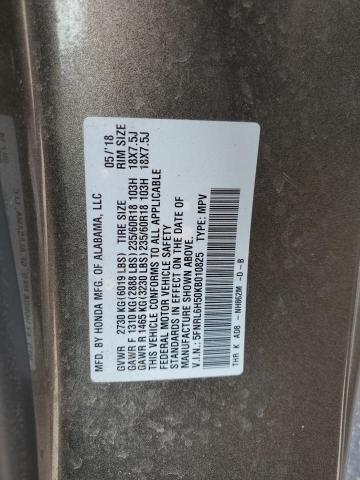 MFD. BY HONDA MFG. OF ALABAMA, LLC 05/'18
GVWR 2730 KG(6019 LBS) TIRE SIZE RIM SIZE
GAWR F 1310 KG(2888 LBS)235/60R18 103H 18X7.5J
GAWR R 1465 KG(3230 LBS)235/60R18 103H 18X7.5J
THIS VEHICLE CONFORMS TO ALL APPLICABLE
FEDERAL MOTOR VEHICLE SAFETY
STANDARDS IN EFFECT ON THE DATE OF
MANUFACTURE SHOWN ABOVE.
V.I.N.: 5FNRL6H50KB010825 TYPE: MPV
THR K AD8 - NH862M -D -B